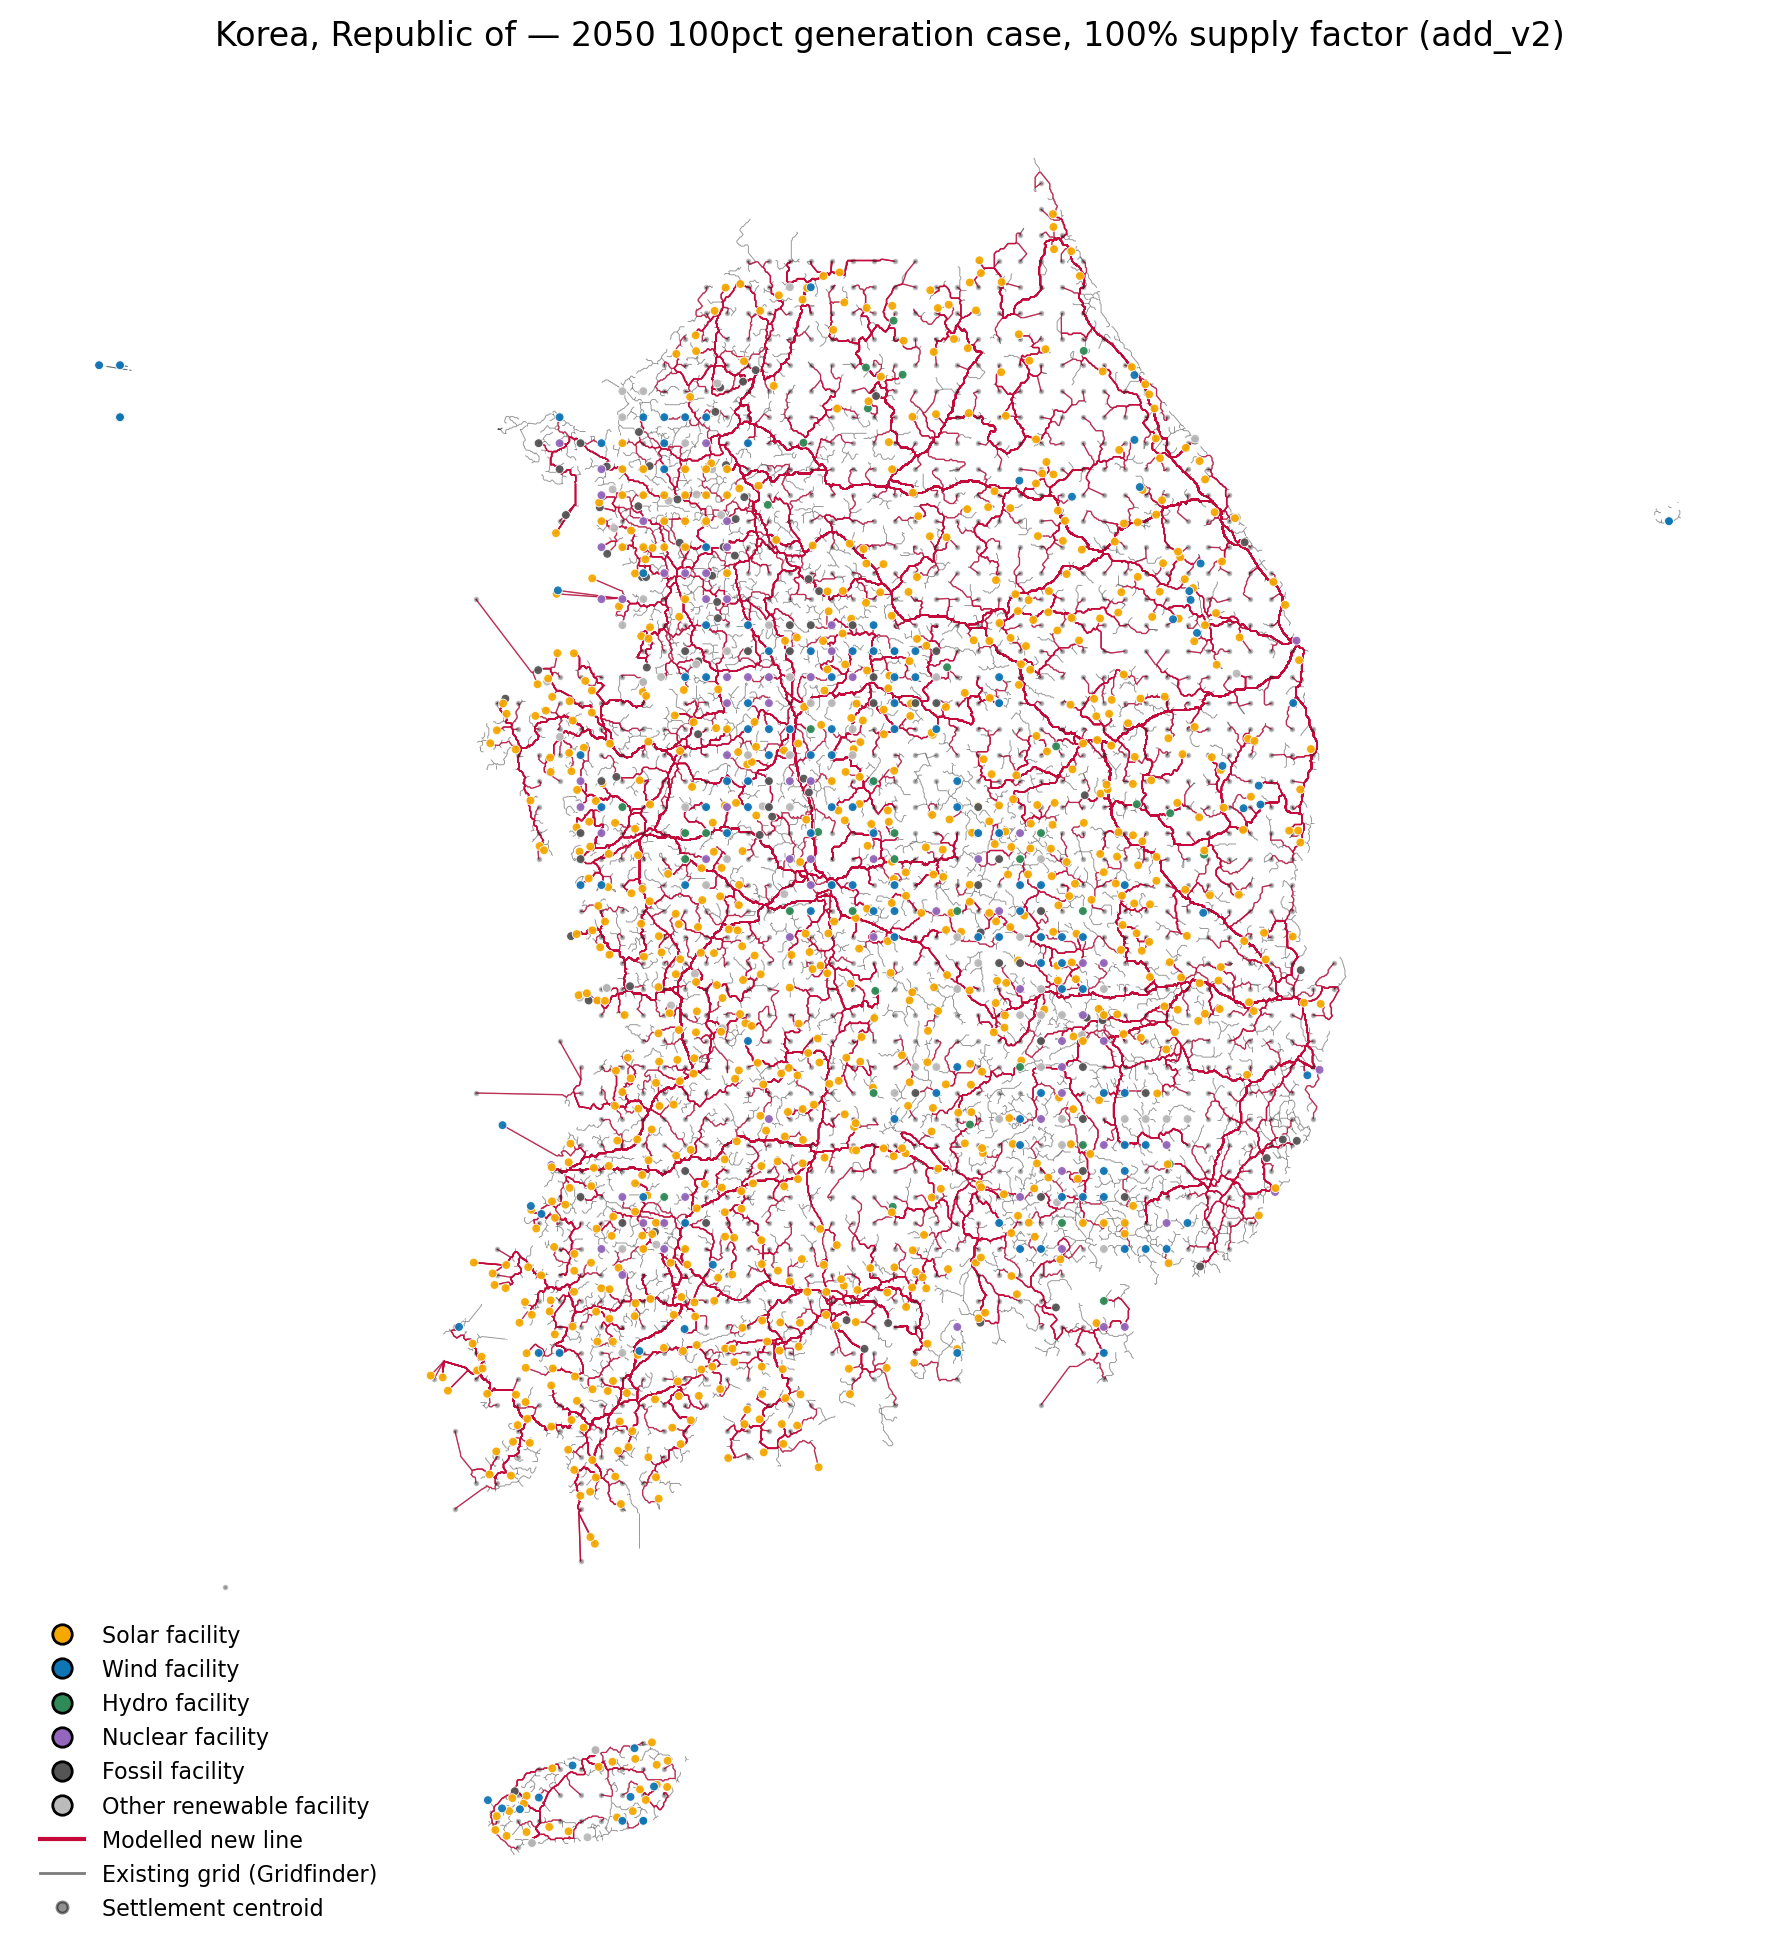 Korea, Republic of — 2050 100pct generation case, 100% supply factor (add_v2)
Solar facility
Wind facility
Hydro facility
Nuclear facility
Fossil facility
Other renewable facility
Modelled new line
Existing grid (Gridfinder)
Settlement centroid